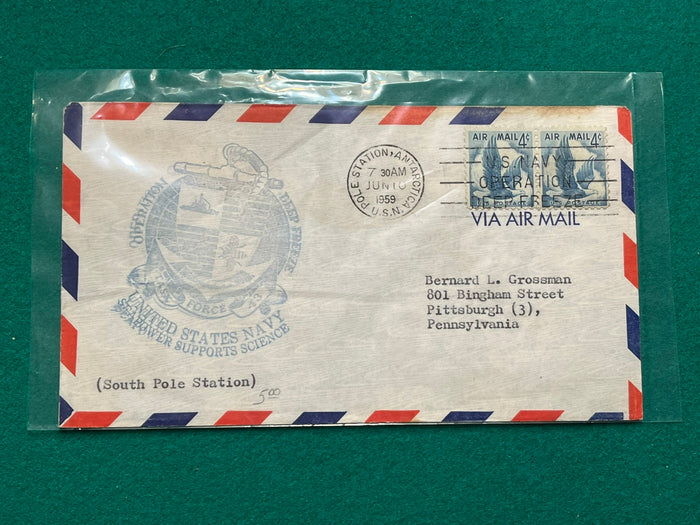 AIR MAIL 4¢ AIR MAIL 4¢
POLE STATION, ANTARCTICA
7 30AM
JUN 16
1959
U.S.N.
U.S. NAVY
OPERATION
DEEP FREEZE
VIA AIR MAIL
OPERATION DEEP FREEZE
TASK FORCE 43
UNITED STATES NAVY
SEAPOWER SUPPORTS SCIENCE
Bernard L. Grossman
801 Bingham Street
Pittsburgh (3),
Pennsylvania
(South Pole Station)
5.00